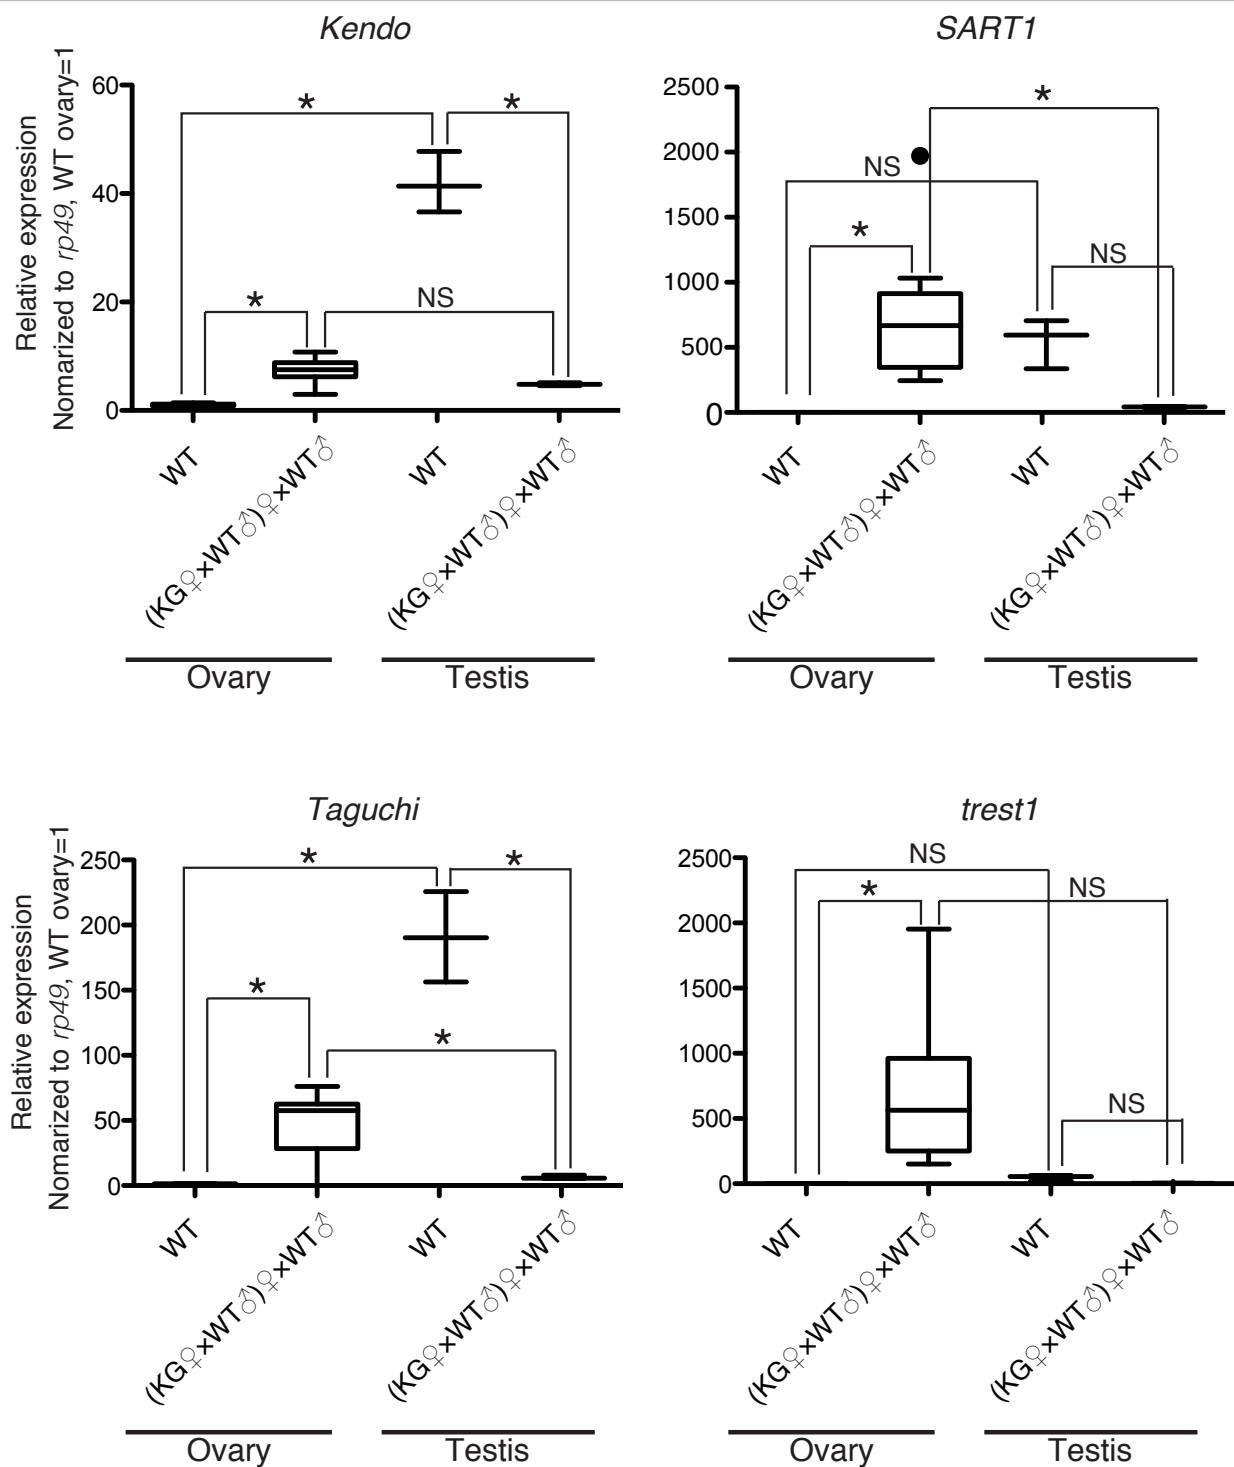 Kendo
Relative expression
Nomarized to rp49, WT ovary=1
60
40
20
0
*
*
*
NS
WT
(KG♀×WT♂)♀×WT♂
WT
(KG♀×WT♂)♀×WT♂
Ovary
Testis
SART1
2500
2000
1500
1000
500
0
*
NS
*
NS
WT
(KG♀×WT♂)♀×WT♂
WT
(KG♀×WT♂)♀×WT♂
Ovary
Testis
Taguchi
Relative expression
Nomarized to rp49, WT ovary=1
250
200
150
100
50
0
*
*
*
*
WT
(KG♀×WT♂)♀×WT♂
WT
(KG♀×WT♂)♀×WT♂
Ovary
Testis
trest1
2500
2000
1500
1000
500
0
NS
*
NS
NS
WT
(KG♀×WT♂)♀×WT♂
WT
(KG♀×WT♂)♀×WT♂
Ovary
Testis